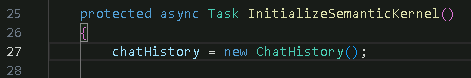 25 protected async Task InitializeSemanticKernel()
26 {
27 chatHistory = new ChatHistory();
28